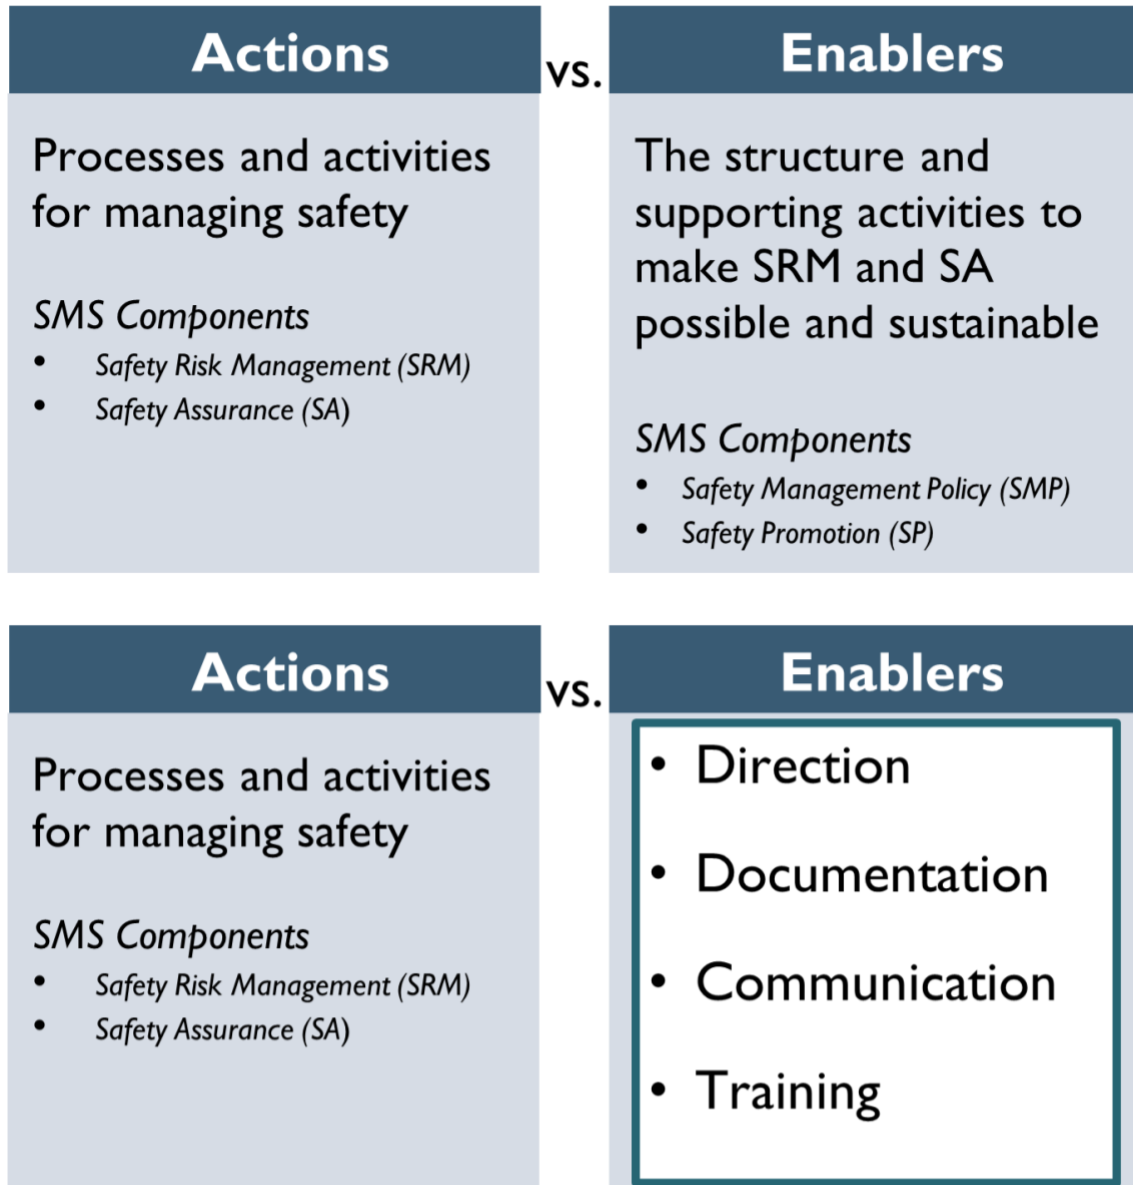 Actions
vs.
Enablers
Processes and activities
for managing safety
SMS Components
• Safety Risk Management (SRM)
• Safety Assurance (SA)
The structure and
supporting activities to
make SRM and SA
possible and sustainable
SMS Components
• Safety Management Policy (SMP)
• Safety Promotion (SP)
Actions
vs.
Enablers
Processes and activities
for managing safety
SMS Components
• Safety Risk Management (SRM)
• Safety Assurance (SA)
• Direction
• Documentation
• Communication
• Training